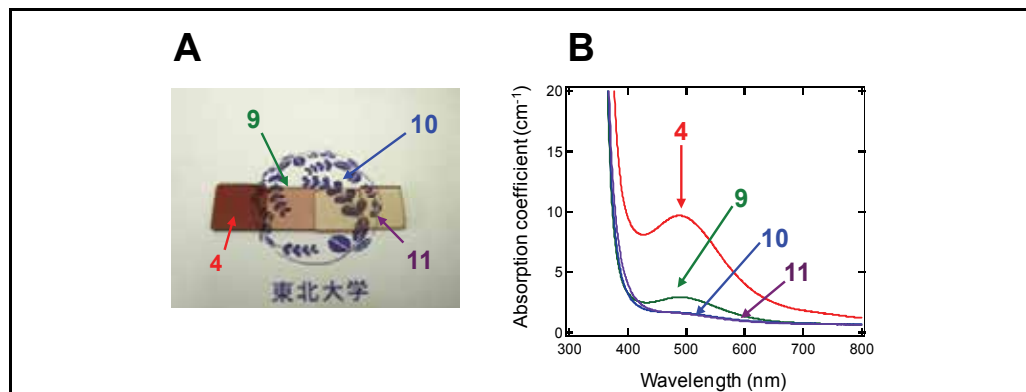 A
9
10
4
11
東北大学
B
Absorption coefficient (cm-1)
20
15
10
5
0
4
9
10
11
300 400 500 600 700 800
Wavelength (nm)